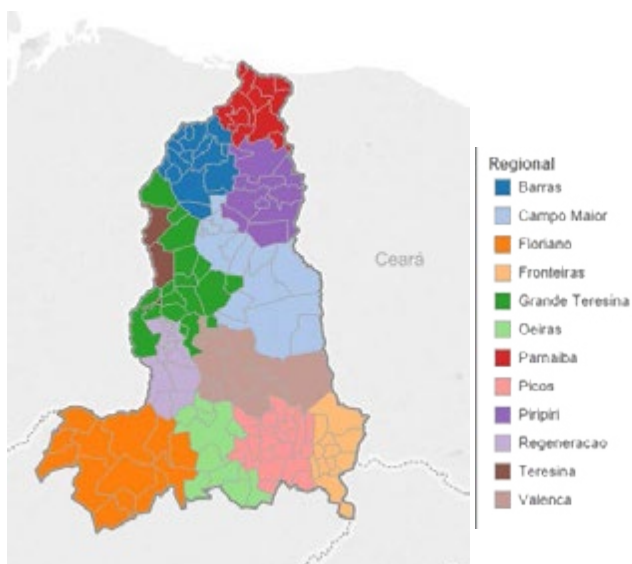 Ceará
Regional
Barras
Campo Maior
Floriano
Fronteiras
Grande Teresina
Oeiras
Parnaiba
Picos
Piripiri
Regeneracao
Teresina
Valenca